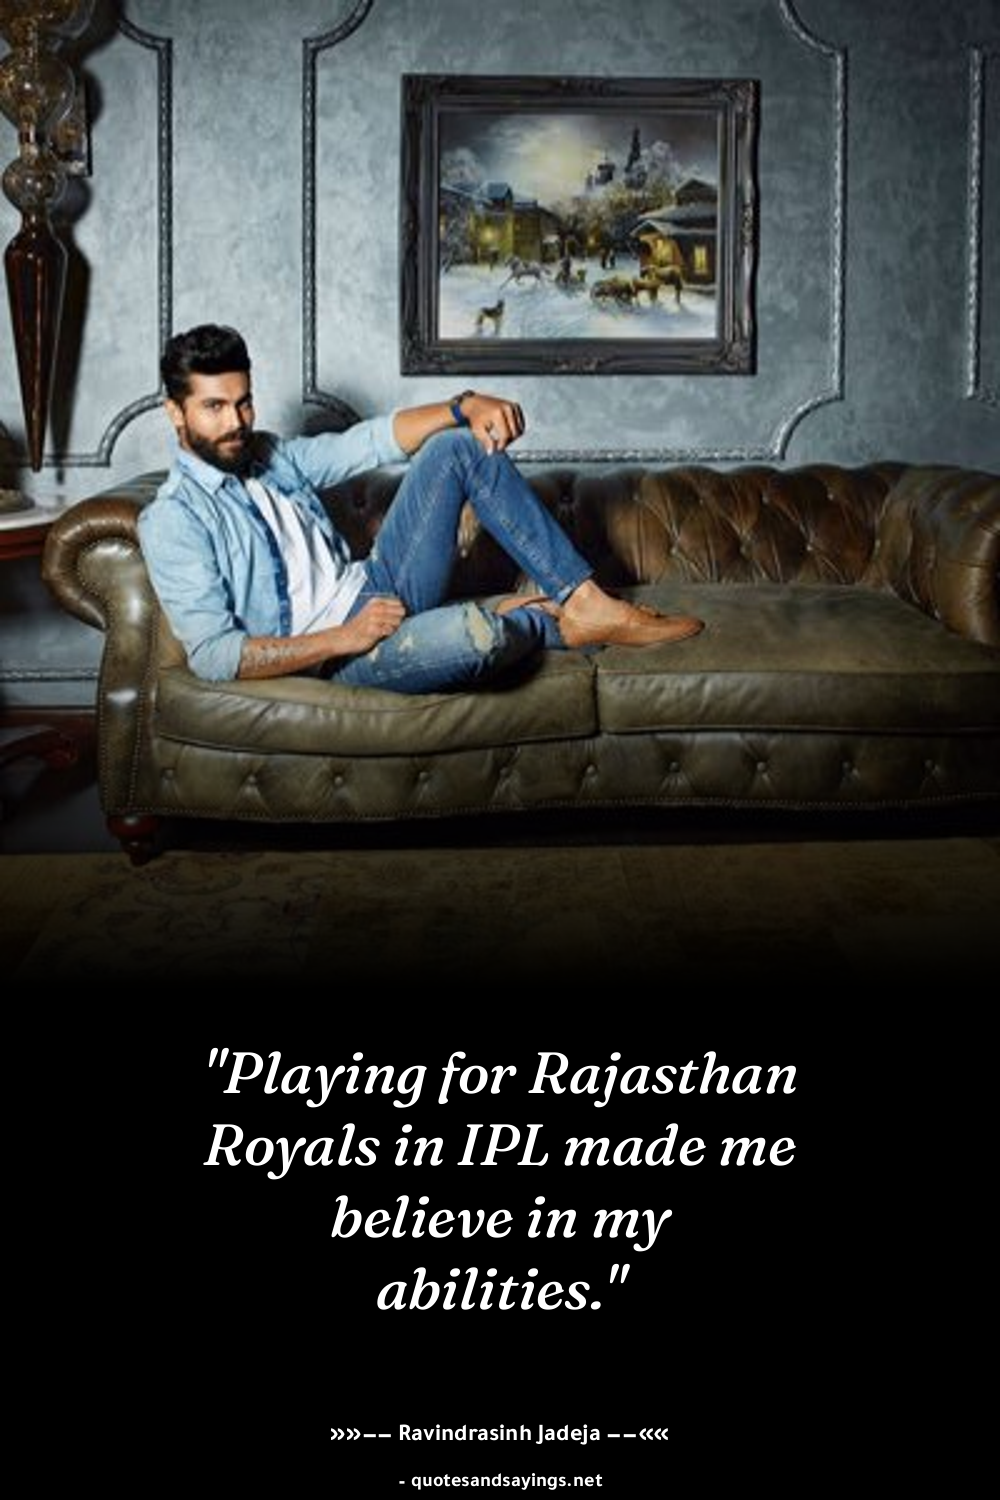 "Playing for Rajasthan
Royals in IPL made me
believe in my
abilities."
»»–– Ravindrasinh Jadeja ––««
- quotesandsayings.net